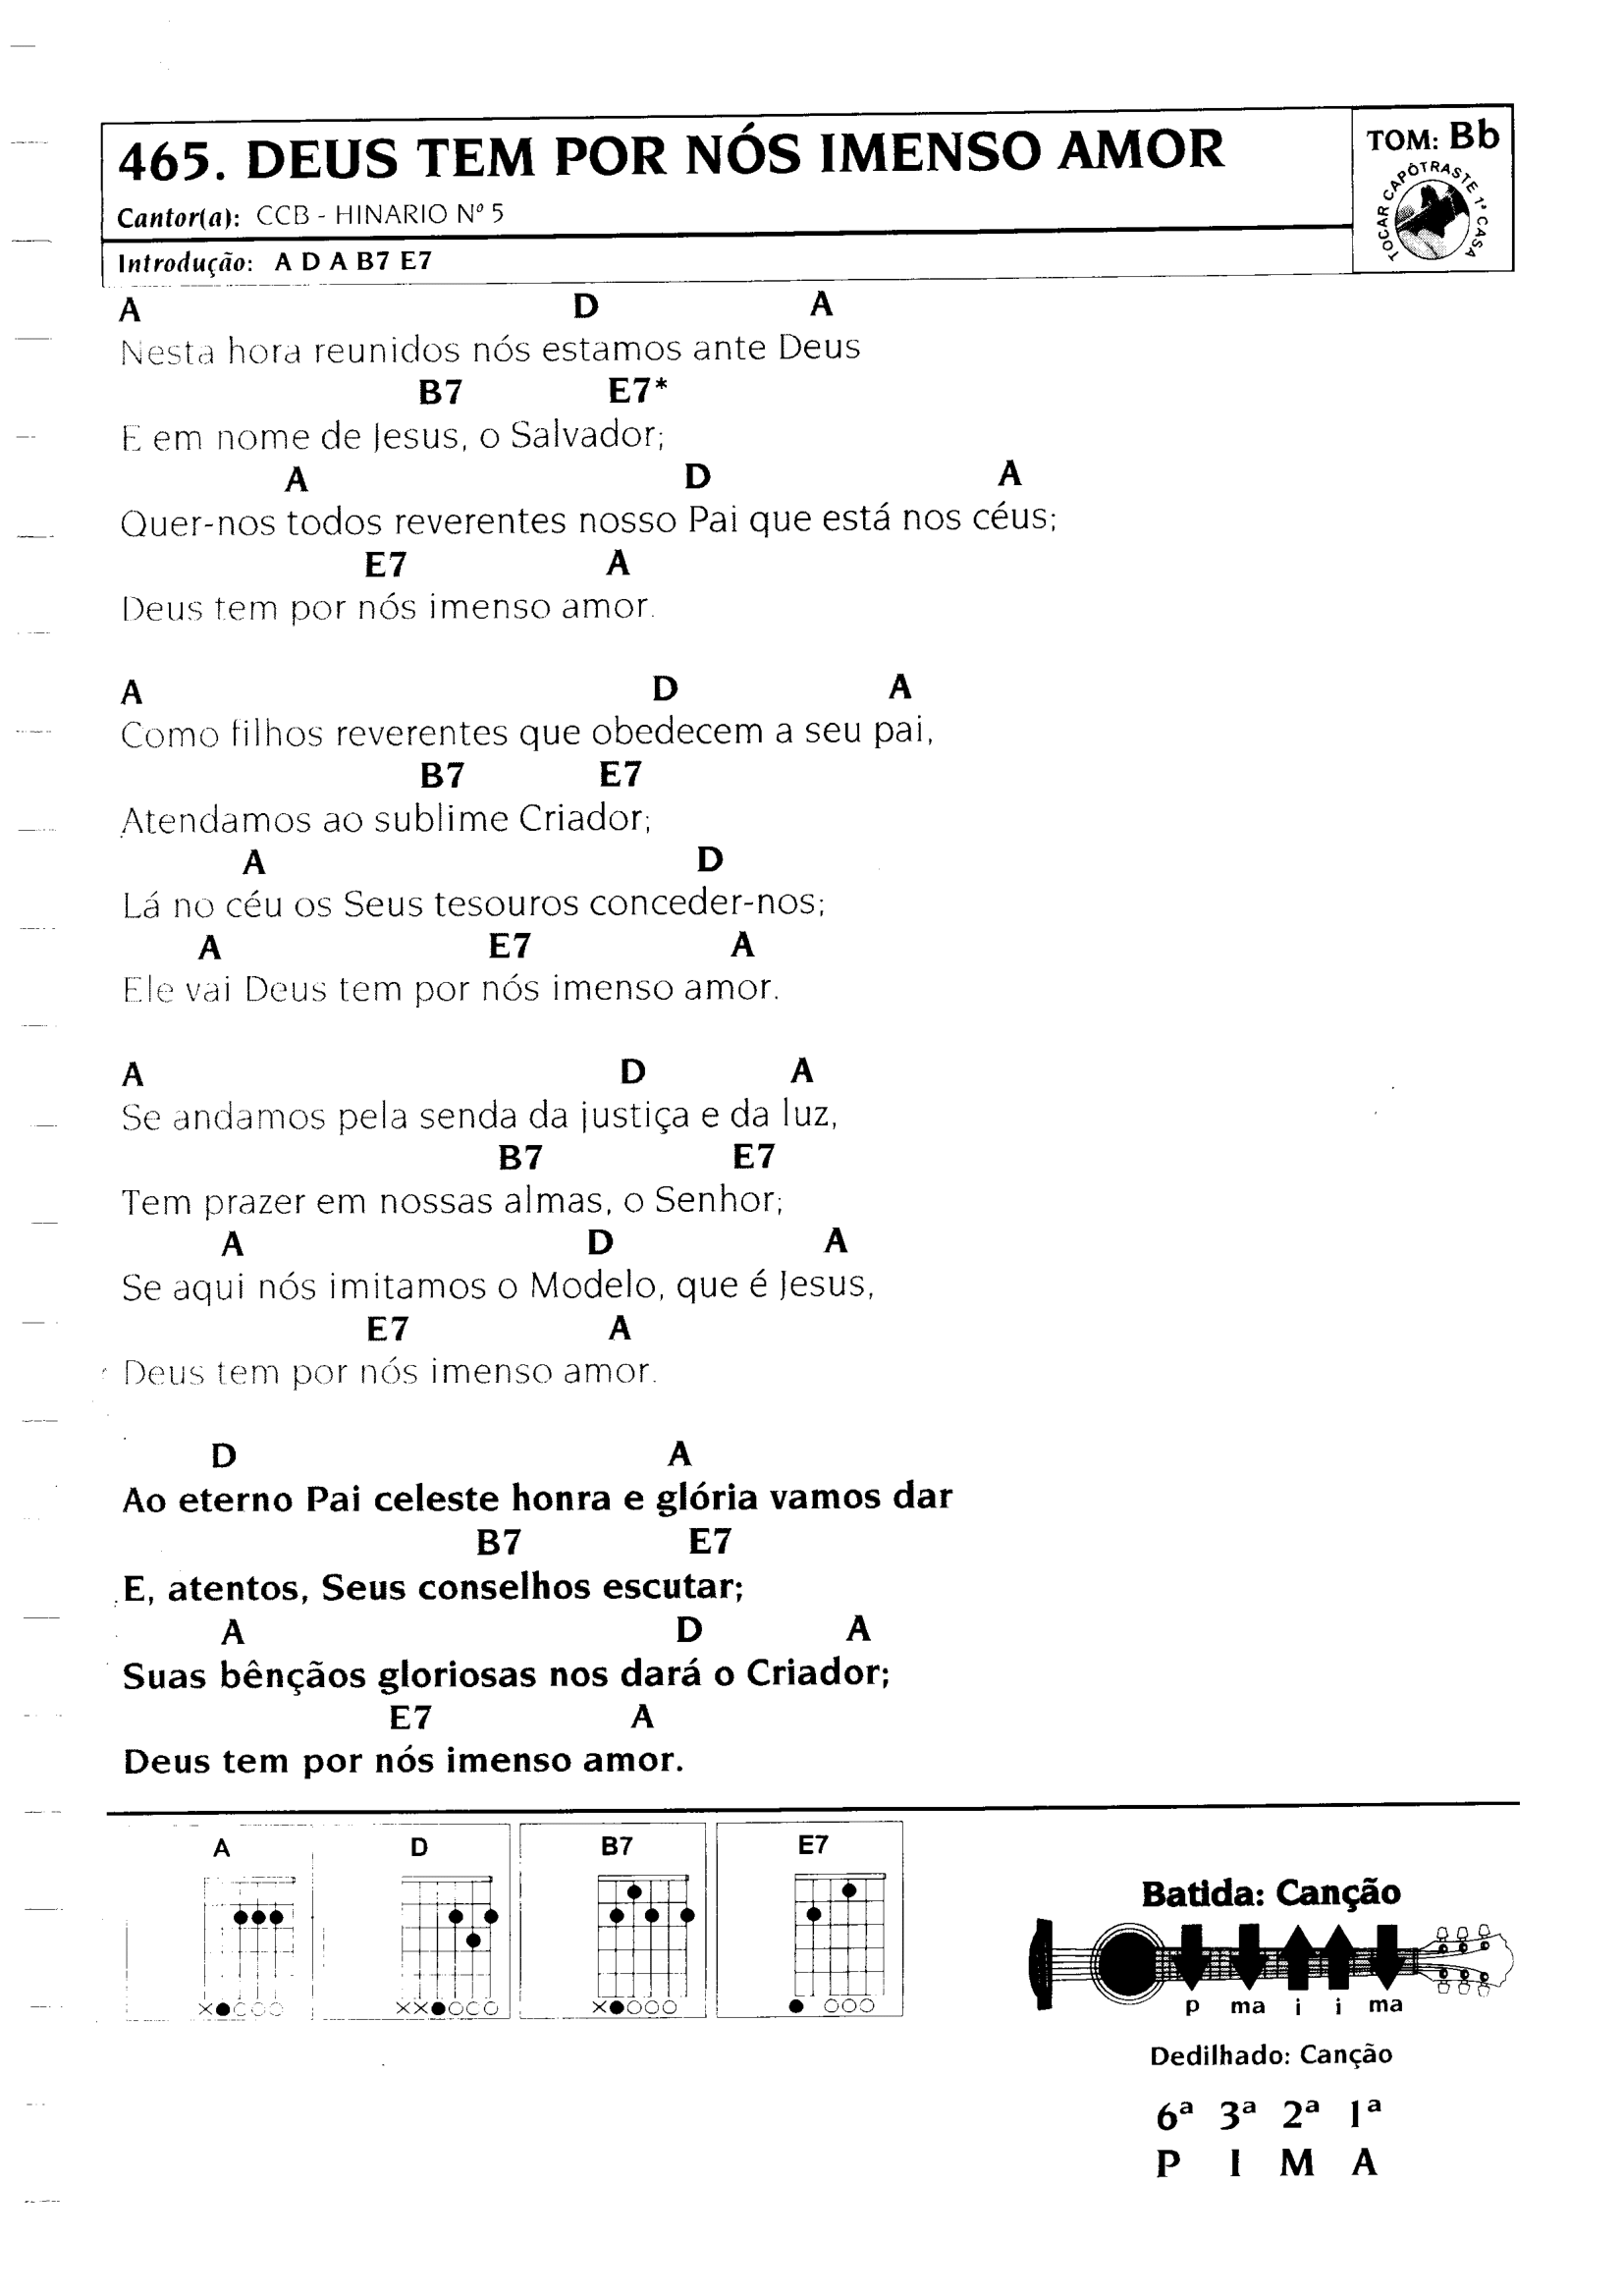 465. DEUS TEM POR NÓS IMENSO AMOR
TOM: Bb
TOCAR CAPÔTRASTE 1ª CASA
Cantor(a): CCB - HINARIO Nº 5
Introdução: A D A B7 E7
A D A
Nesta hora reunidos nós estamos ante Deus
B7 E7*
E em nome de Jesus, o Salvador;
A D A
Quer-nos todos reverentes nosso Pai que está nos céus;
E7 A
Deus tem por nós imenso amor.
A D A
Como filhos reverentes que obedecem a seu pai,
B7 E7
Atendamos ao sublime Criador;
A D
Lá no céu os Seus tesouros conceder-nos;
A E7 A
Ele vai Deus tem por nós imenso amor.
A D A
Se andamos pela senda da justiça e da luz,
B7 E7
Tem prazer em nossas almas, o Senhor;
A D A
Se aqui nós imitamos o Modelo, que é Jesus,
E7 A
Deus tem por nós imenso amor.
D A
Ao eterno Pai celeste honra e glória vamos dar
B7 E7
E, atentos, Seus conselhos escutar;
A D A
Suas bênçãos gloriosas nos dará o Criador;
E7 A
Deus tem por nós imenso amor.
A D B7 E7
Batida: Canção
p ma i i ma
Dedilhado: Canção
6ª 3ª 2ª 1ª
P I M A